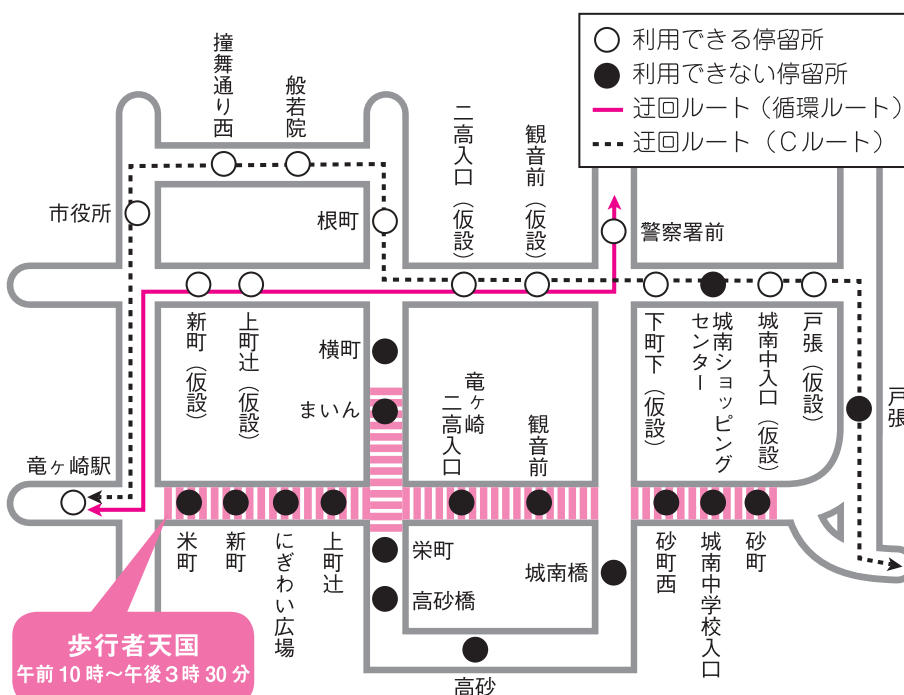 利用できる停留所
利用できない停留所
迂回ルート(循環ルート)
迂回ルート(Cルート)
撞舞通り西
般若院
二高入口(仮設)
観音前(仮設)
市役所
根町
警察署前
新町(仮設)
上町辻(仮設)
横町
まいん
竜ヶ崎
二高入口
観音前
下町下(仮設)
城南ショッピング
センター
城南中入口(仮設)
戸張(仮設)
戸張
竜ヶ崎駅
米町
新町
にぎわい広場
上町辻
栄町
高砂橋
城南橋
砂町西
城南中学校入口
砂町
高砂
歩行者天国
午前10時~午後3時30分